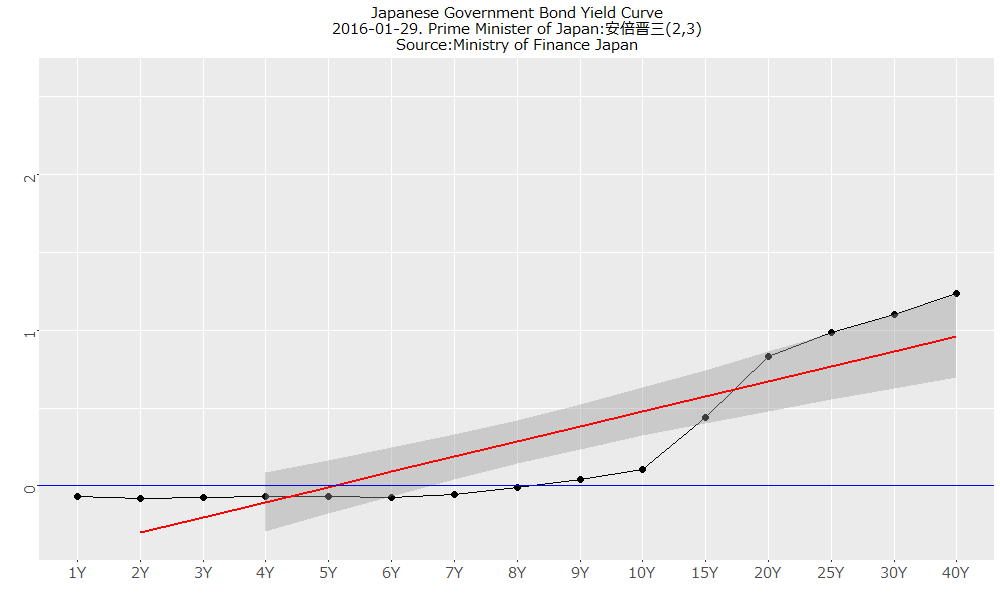 Japanese Government Bond Yield Curve
2016-01-29. Prime Minister of Japan:安倍晋三(2,3)
Source:Ministry of Finance Japan
2
1
0
1Y 2Y 3Y 4Y 5Y 6Y 7Y 8Y 9Y 10Y 15Y 20Y 25Y 30Y 40Y